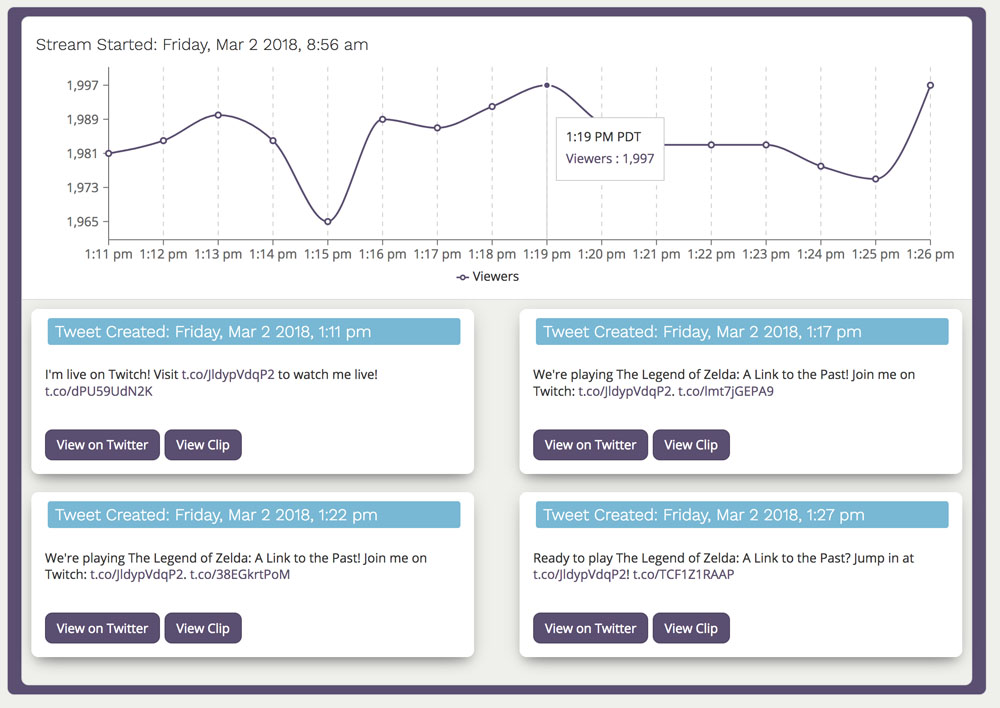 Stream Started: Friday, Mar 2 2018, 8:56 am
1,997
1,989
1,981
1,973
1,965
1:19 PM PDT
Viewers : 1,997
1:11 pm 1:12 pm 1:13 pm 1:14 pm 1:15 pm 1:16 pm 1:17 pm 1:18 pm 1:19 pm 1:20 pm 1:21 pm 1:22 pm 1:23 pm 1:24 pm 1:25 pm 1:26 pm
Viewers
Tweet Created: Friday, Mar 2 2018, 1:11 pm
I'm live on Twitch! Visit t.co/JldypVdqP2 to watch me live!
t.co/dPU59UdN2K
View on Twitter View Clip
Tweet Created: Friday, Mar 2 2018, 1:17 pm
We're playing The Legend of Zelda: A Link to the Past! Join me on
Twitch: t.co/JldypVdqP2. t.co/lmt7jGEPA9
View on Twitter View Clip
Tweet Created: Friday, Mar 2 2018, 1:22 pm
We're playing The Legend of Zelda: A Link to the Past! Join me on
Twitch: t.co/JldypVdqP2. t.co/38EGkrtPoM
View on Twitter View Clip
Tweet Created: Friday, Mar 2 2018, 1:27 pm
Ready to play The Legend of Zelda: A Link to the Past? Jump in at
t.co/JldypVdqP2! t.co/TCF1Z1RAAP
View on Twitter View Clip